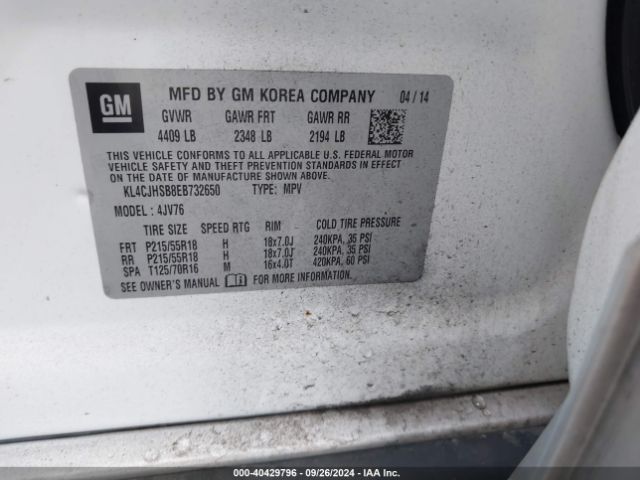 GM
MFD BY GM KOREA COMPANY 04 / 14
GVWR GAWR FRT GAWR RR
4409 LB 2348 LB 2194 LB
THIS VEHICLE CONFORMS TO ALL APPLICABLE U.S. FEDERAL MOTOR
VEHICLE SAFETY AND THEFT PREVENTION STANDARDS IN EFFECT ON
THE DATE OF MANUFACTURE SHOWN ABOVE.
KL4CJHSB8EB732650 TYPE: MPV
MODEL: 4JV76
TIRE SIZE SPEED RTG RIM COLD TIRE PRESSURE
FRT P215/55R18 H 18x7.0J 240KPA, 35 PSI
RR P215/55R18 H 18x7.0J 240KPA, 35 PSI
SPA T125/70R16 M 16x4.0T 420KPA, 60 PSI
SEE OWNER'S MANUAL FOR MORE INFORMATION.
000-40429796 - 09/26/2024 - IAA Inc.